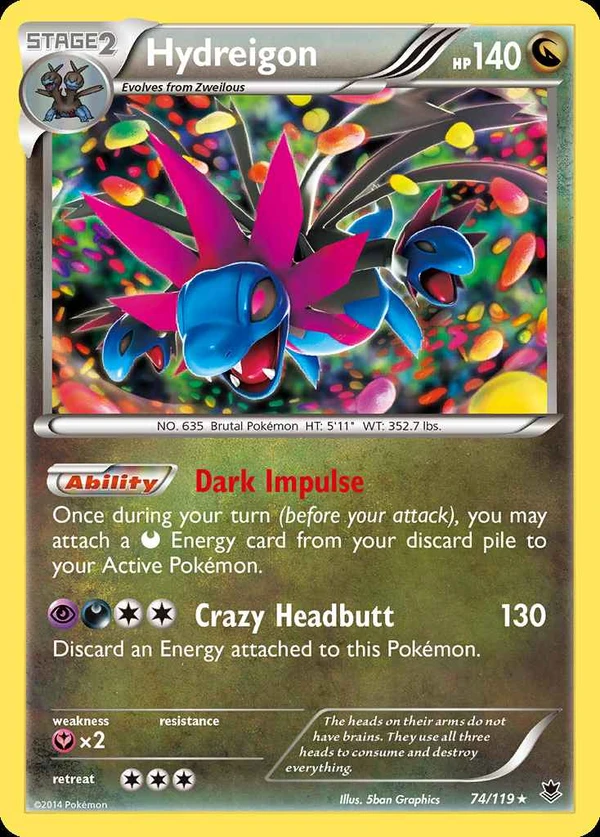 STAGE2
Hydreigon
HP140
Evolves from Zweilous
NO. 635 Brutal Pokémon HT: 5'11" WT: 352.7 lbs.
Ability Dark Impulse
Once during your turn (before your attack), you may
attach a Energy card from your discard pile to
your Active Pokémon.
Crazy Headbutt 130
Discard an Energy attached to this Pokémon.
weakness resistance
×2
retreat
The heads on their arms do not
have brains. They use all three
heads to consume and destroy
everything.
©2014 Pokémon
Illus. 5ban Graphics 74/119★